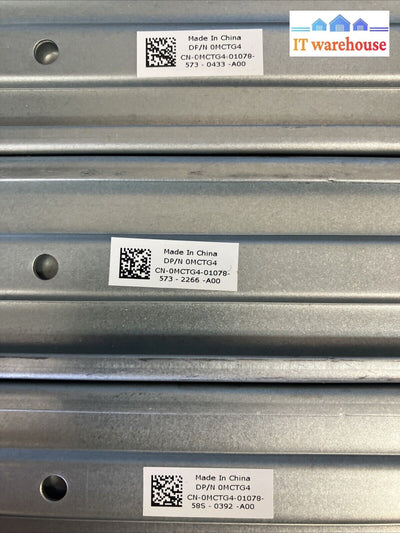 IT warehouse
Made In China
DP/N 0MCTG4
CN-0MCTG4-01078-
573 - 0433 -A00
Made In China
DP/N 0MCTG4
CN-0MCTG4-01078-
573 - 2266 -A00
Made In China
DP/N 0MCTG4
CN-0MCTG4-01078-
58S - 0392 -A00